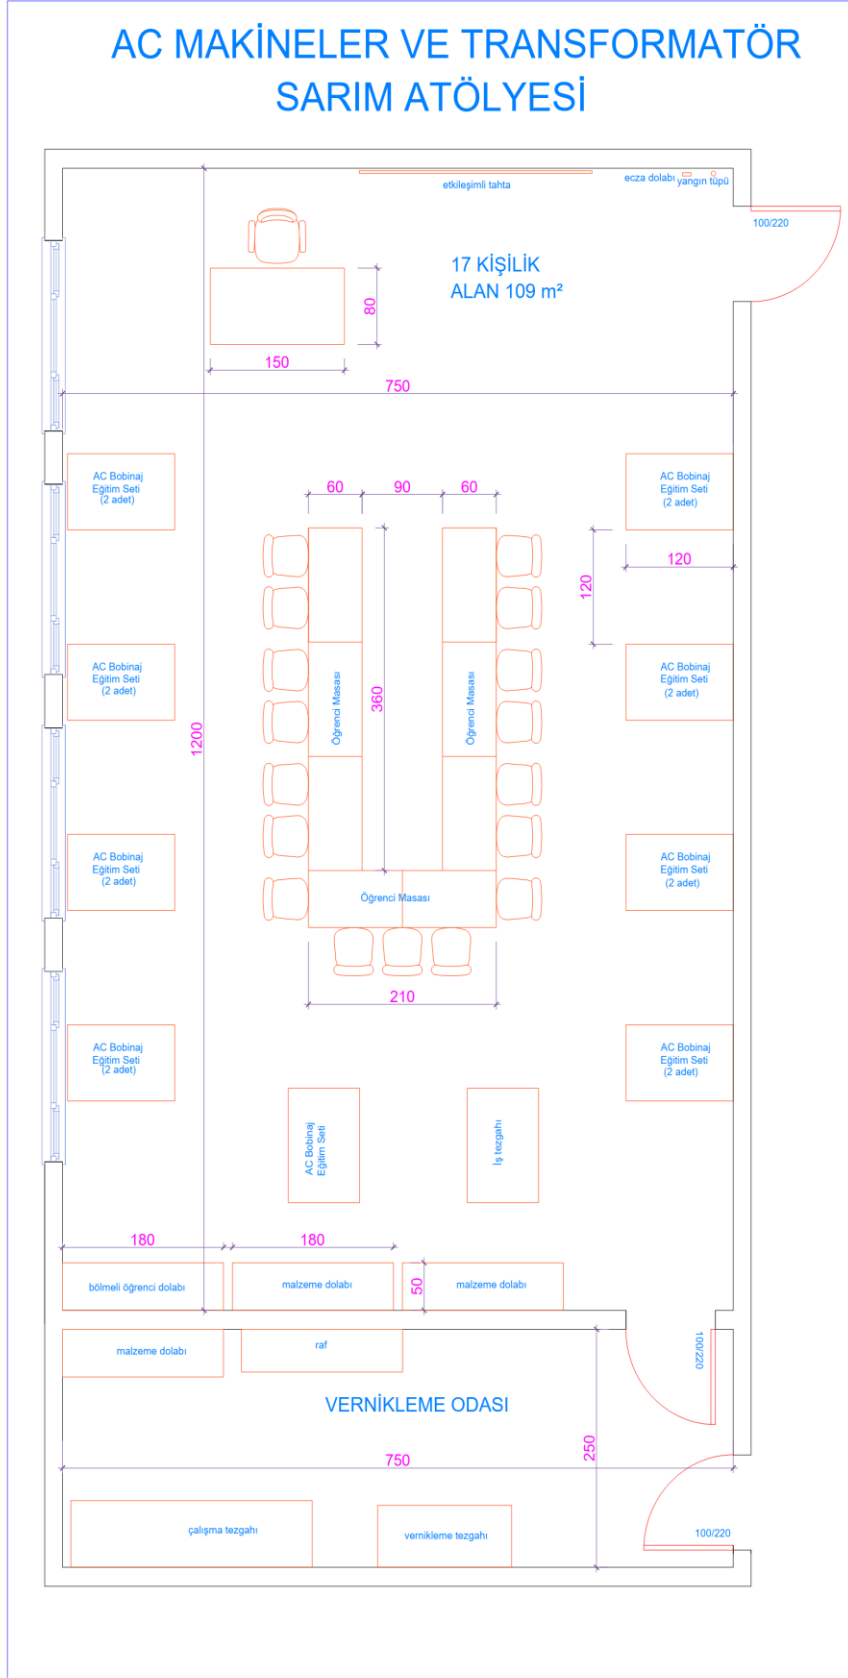 AC MAKİNELER VE TRANSFORMATÖR
SARIM ATÖLYESİ
etkileşimli tahta
ecza dolabı
yangın tüpü
100/220
17 KİŞİLİK
ALAN 109 m²
80
150
750
AC Bobinaj
Eğitim Seti
(2 adet)
60
90
60
AC Bobinaj
Eğitim Seti
(2 adet)
120
120
AC Bobinaj
Eğitim Seti
(2 adet)
Öğrenci Masası
360
Öğrenci Masası
AC Bobinaj
Eğitim Seti
(2 adet)
1200
AC Bobinaj
Eğitim Seti
(2 adet)
Öğrenci Masası
AC Bobinaj
Eğitim Seti
(2 adet)
210
AC Bobinaj
Eğitim Seti
(2 adet)
AC Bobinaj
Eğitim Seti
(2 adet)
AC Bobinaj
Eğitim Seti
İş tezgahı
180
180
bölmeli öğrenci dolabı
malzeme dolabı
50
malzeme dolabı
malzeme dolabı
raf
100/220
VERNİKLEME ODASI
250
750
çalışma tezgahı
vernikleme tezgahı
100/220